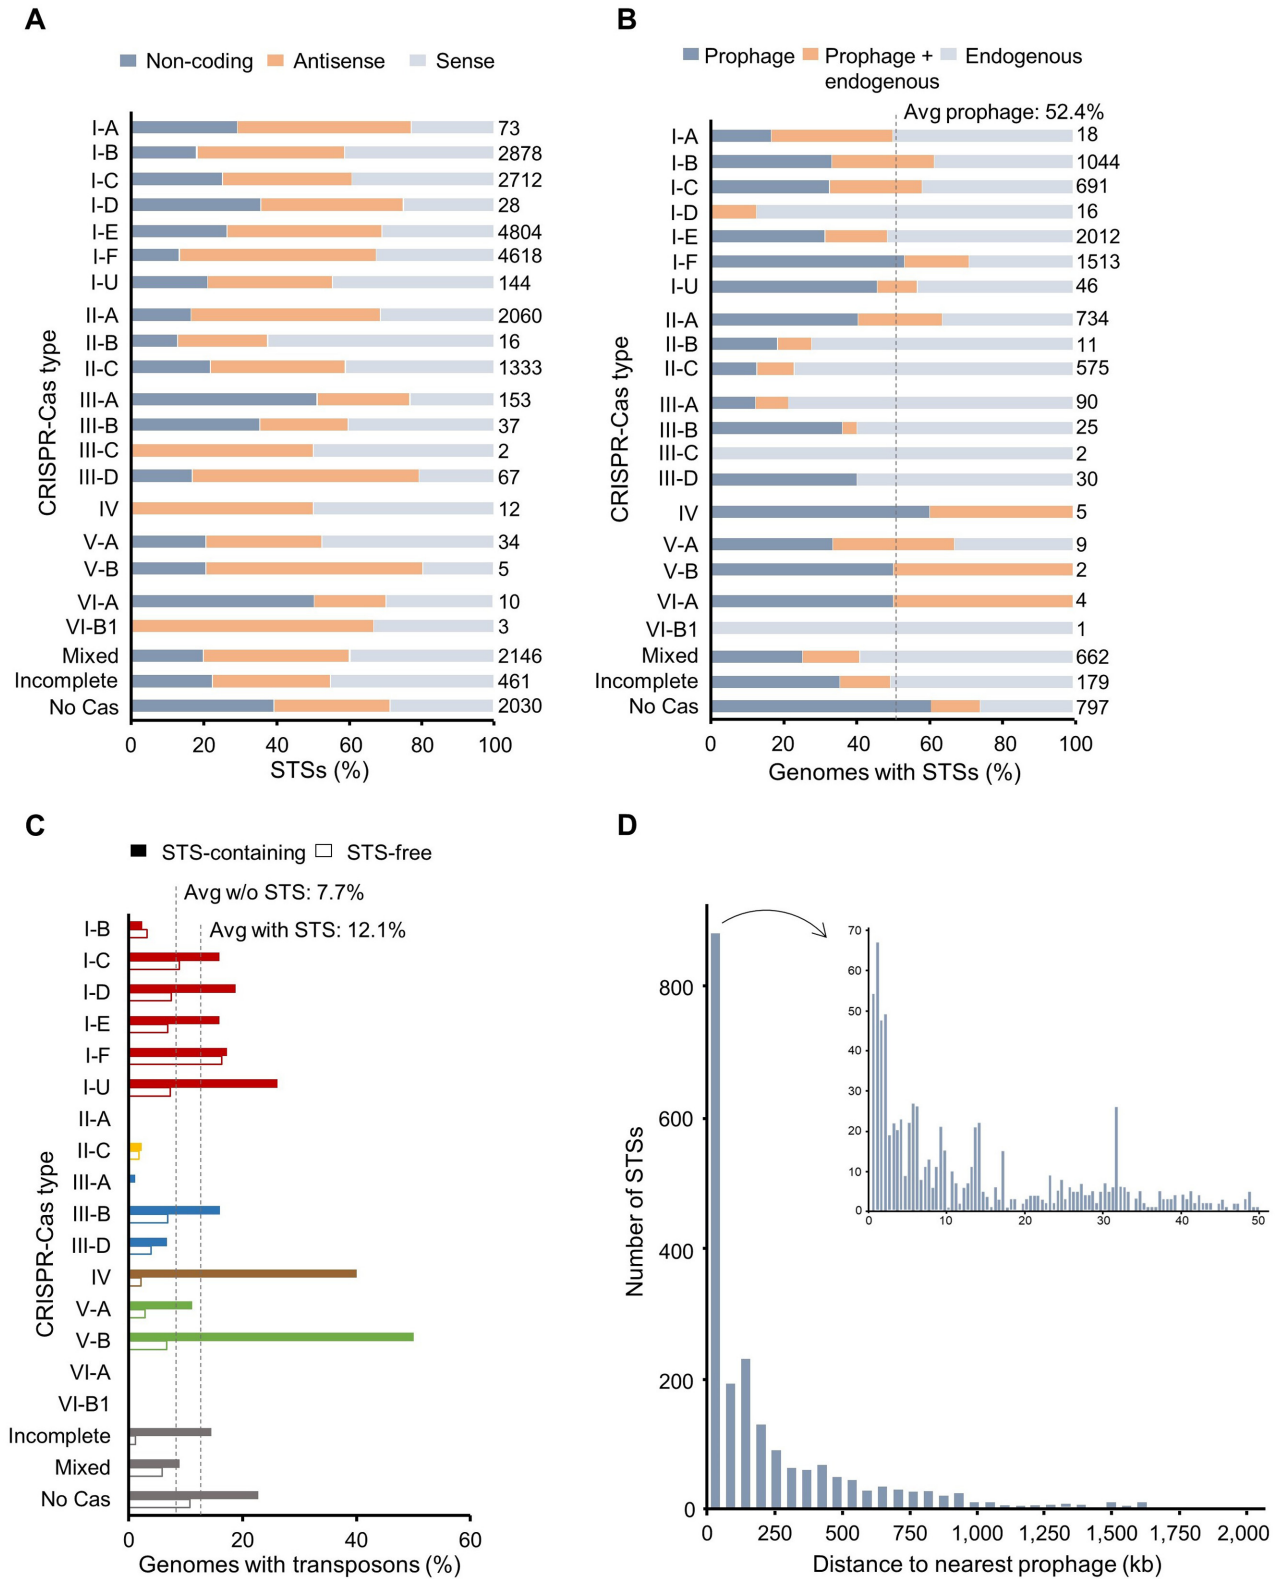 A
Non-coding Antisense Sense
I-A 73
I-B 2878
I-C 2712
I-D 28
I-E 4804
I-F 4618
I-U 144
II-A 2060
II-B 16
II-C 1333
III-A 153
III-B 37
III-C 2
III-D 67
IV 12
V-A 34
V-B 5
VI-A 10
VI-B1 3
Mixed 2146
Incomplete 461
No Cas 2030
CRISPR-Cas type
0 20 40 60 80 100
STSs (%)
B
Prophage Prophage + Endogenous
endogenous
Avg prophage: 52.4%
I-A 18
I-B 1044
I-C 691
I-D 16
I-E 2012
I-F 1513
I-U 46
II-A 734
II-B 11
II-C 575
III-A 90
III-B 25
III-C 2
III-D 30
IV 5
V-A 9
V-B 2
VI-A 4
VI-B1 1
Mixed 662
Incomplete 179
No Cas 797
CRISPR-Cas type
0 20 40 60 80 100
Genomes with STSs (%)
C
STS-containing STS-free
Avg w/o STS: 7.7%
Avg with STS: 12.1%
I-B
I-C
I-D
I-E
I-F
I-U
II-A
II-C
III-A
III-B
III-D
IV
V-A
V-B
VI-A
VI-B1
Incomplete
Mixed
No Cas
CRISPR-Cas type
0 20 40 60
Genomes with transposons (%)
D
800
600
400
200
0
Number of STSs
70
60
50
40
30
20
10
0
0 10 20 30 40 50
0 250 500 750 1,000 1,250 1,500 1,750 2,000
Distance to nearest prophage (kb)